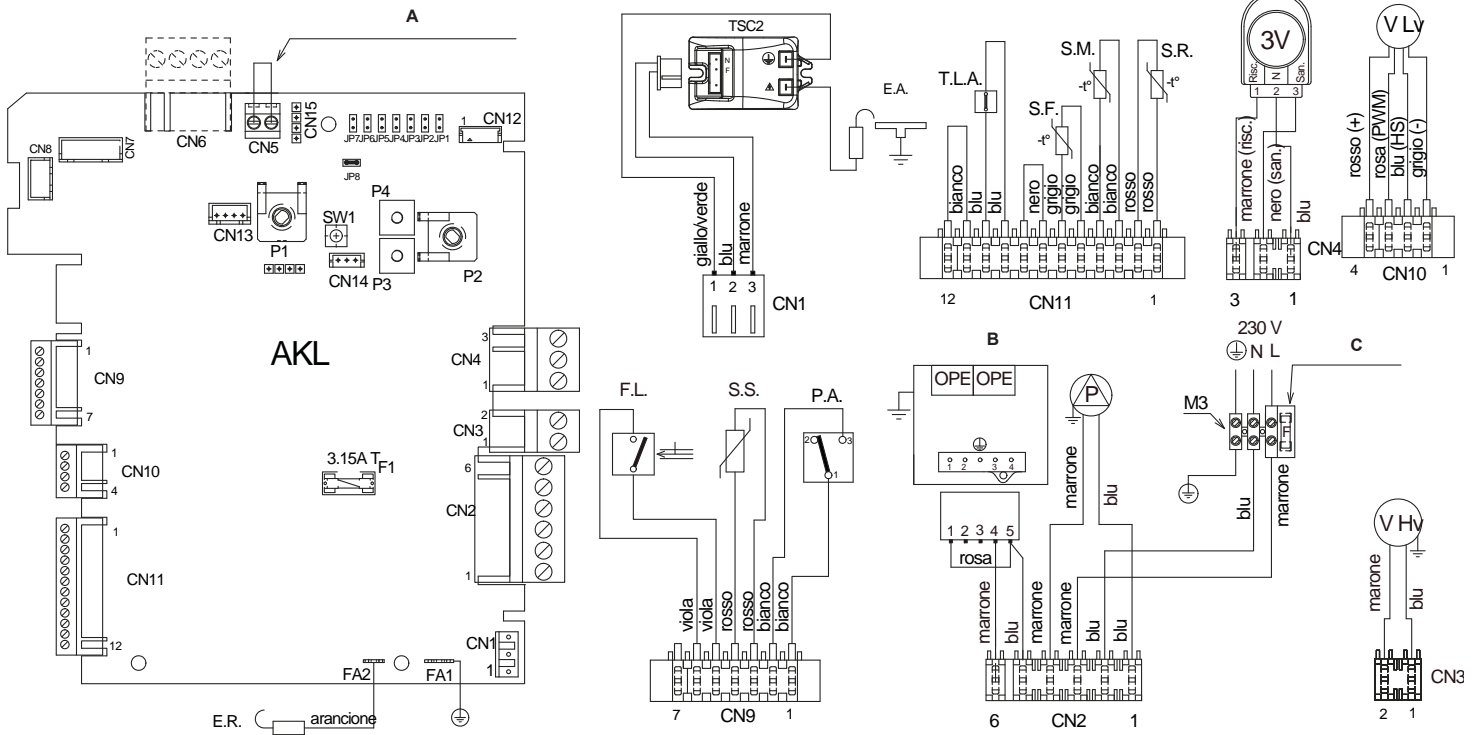 A
CN6
CN5
CN15
JP7JP6JP5JP4JP3JP2JP1
1
CN12
CN8
CN7
JP8
P4
SW1
CN13
P1
CN14
P3
P2
AKL
1
CN9
7
3
CN4
1
2
CN3
1
3.15A T
F1
1
CN10
4
6
CN2
1
1
CN11
12
CN1
1
FA2
FA1
E.R.
arancione
TSC2
N
F
E.A.
giallo/verde
blu
marrone
1 2 3
CN1
T.L.A.
S.F.
-t°
S.M.
-t°
S.R.
-t°
bianco
blu
blu
nero
grigio
grigio
bianco
bianco
rosso
rosso
12
CN11
1
3V
Risc.
N
San.
1 2 3
marrone (risc.)
nero (san.)
blu
CN4
3
1
V Lv
rosso (+)
rosa (PWM)
blu (HS)
grigio (-)
4
CN10
1
F.L.
S.S.
P.A.
2
3
1
viola
viola
rosso
rosso
bianco
bianco
7
CN9
1
B
OPE OPE
1 2 3 4
1 2 3 4 5
rosa
P
marrone
blu
marrone
blu
marrone
marrone
blu
blu
6
CN2
1
230 V
N L
C
M3
F
blu
marrone
V Hv
marone
blu
CN3
2
1